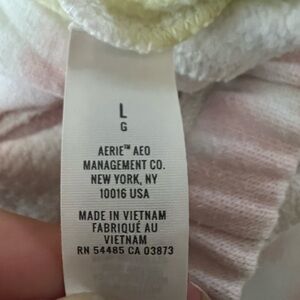 L
G
AERIE™ AEO
MANAGEMENT CO.
NEW YORK, NY
10016 USA
MADE IN VIETNAM
FABRIQUÉ AU
VIETNAM
RN 54485 CA 03873